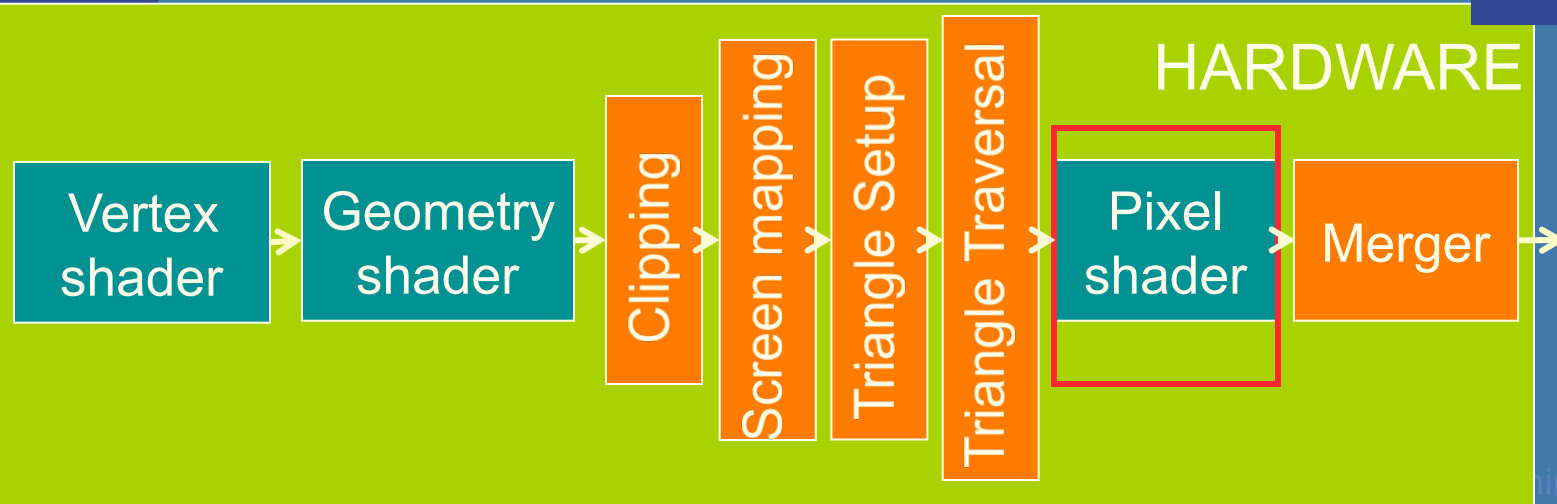 HARDWARE
Vertex
shader
Geometry
shader
Clipping
Screen mapping
Triangle Setup
Triangle Traversal
Pixel
shader
Merger